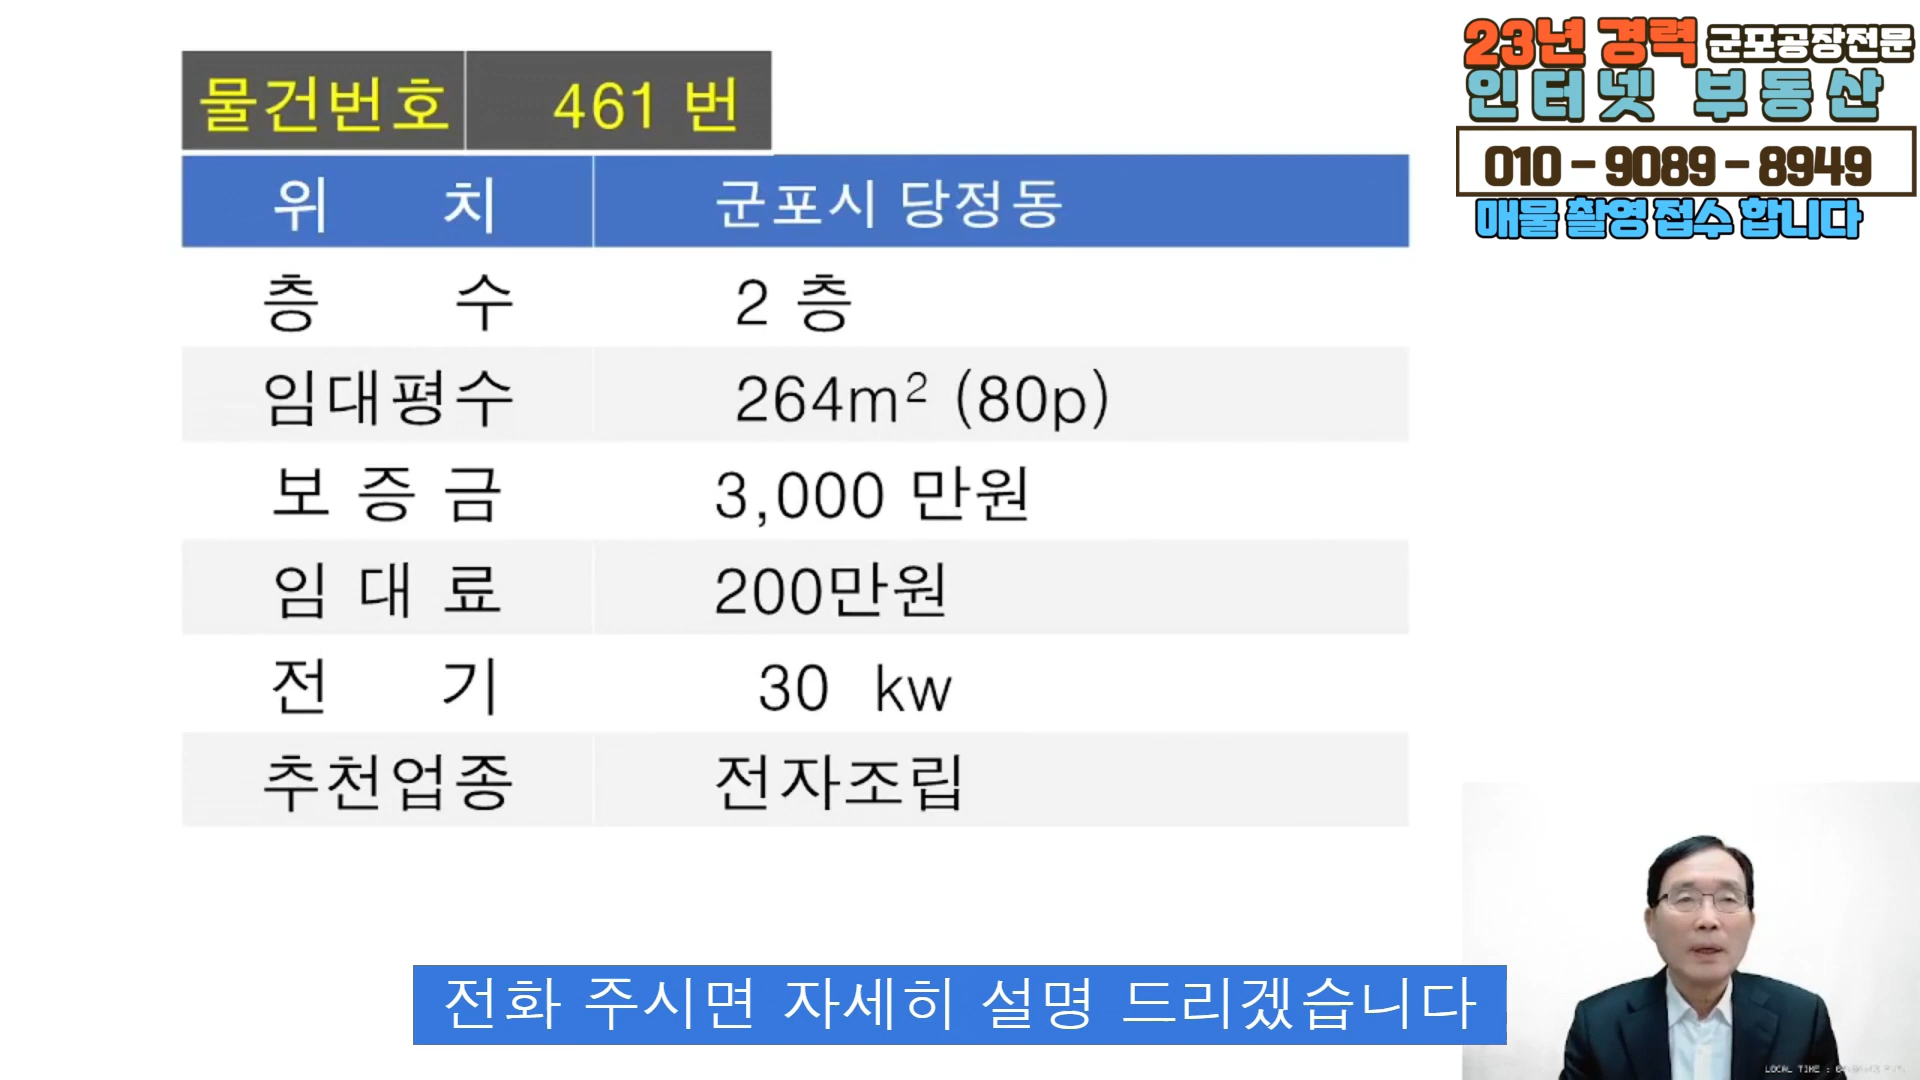 물건번호 461 번
위 치 군포시 당정동
층 수 2 층
임대평수 264m² (80p)
보 증 금 3,000 만원
임 대 료 200만원
전 기 30 kw
추천업종 전자조립
23년 경력 군포공장전문
인터넷 부동산
010 - 9089 - 8949
매물 촬영 접수 합니다
전화 주시면 자세히 설명 드리겠습니다
LOCAL TIME :